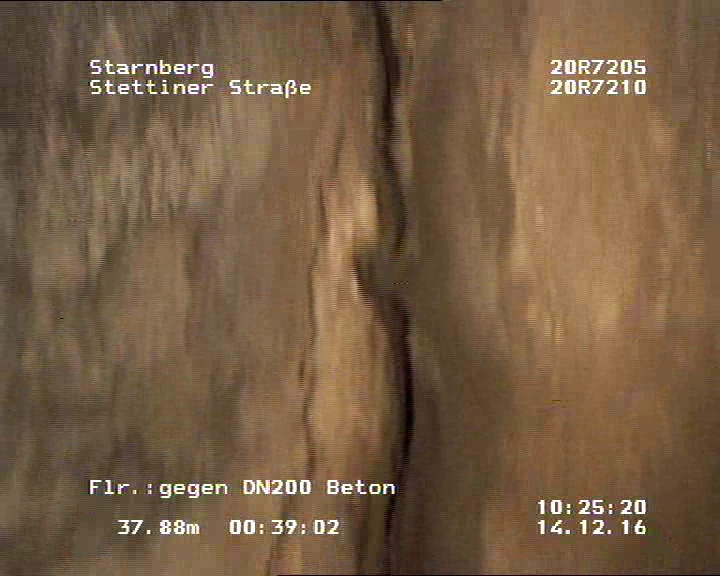 Starnberg 20R7205
Stettiner Straße 20R7210
Flr.:gegen DN200 Beton
10:25:20
37.88m 00:39:02 14.12.16